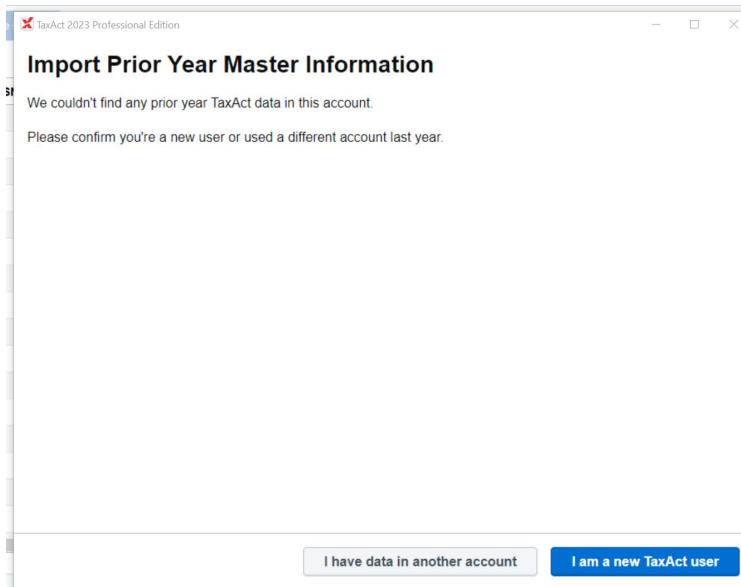 TaxAct 2023 Professional Edition
Import Prior Year Master Information
We couldn't find any prior year TaxAct data in this account.
Please confirm you're a new user or used a different account last year.
I have data in another account
I am a new TaxAct user